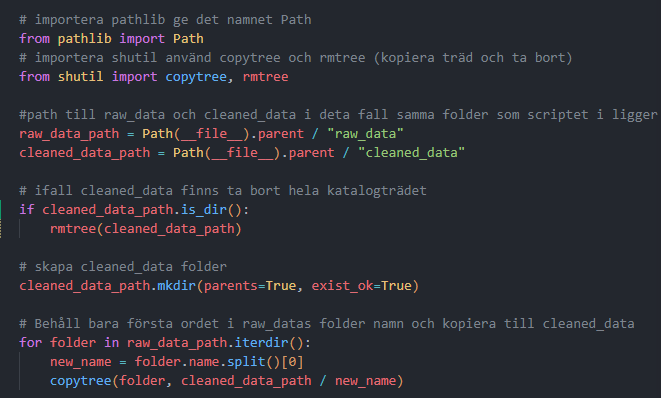 # importera pathlib ge det namnet Path
from pathlib import Path
# importera shutil använd copytree och rmtree (kopiera träd och ta bort)
from shutil import copytree, rmtree
#path till raw_data och cleaned_data i deta fall samma folder som scriptet i ligger
raw_data_path = Path(__file__).parent / "raw_data"
cleaned_data_path = Path(__file__).parent / "cleaned_data"
# ifall cleaned_data finns ta bort hela katalogträdet
if cleaned_data_path.is_dir():
    rmtree(cleaned_data_path)
# skapa cleaned_data folder
cleaned_data_path.mkdir(parents=True, exist_ok=True)
# Behåll bara första ordet i raw_datas folder namn och kopiera till cleaned_data
for folder in raw_data_path.iterdir():
    new_name = folder.name.split()[0]
    copytree(folder, cleaned_data_path / new_name)